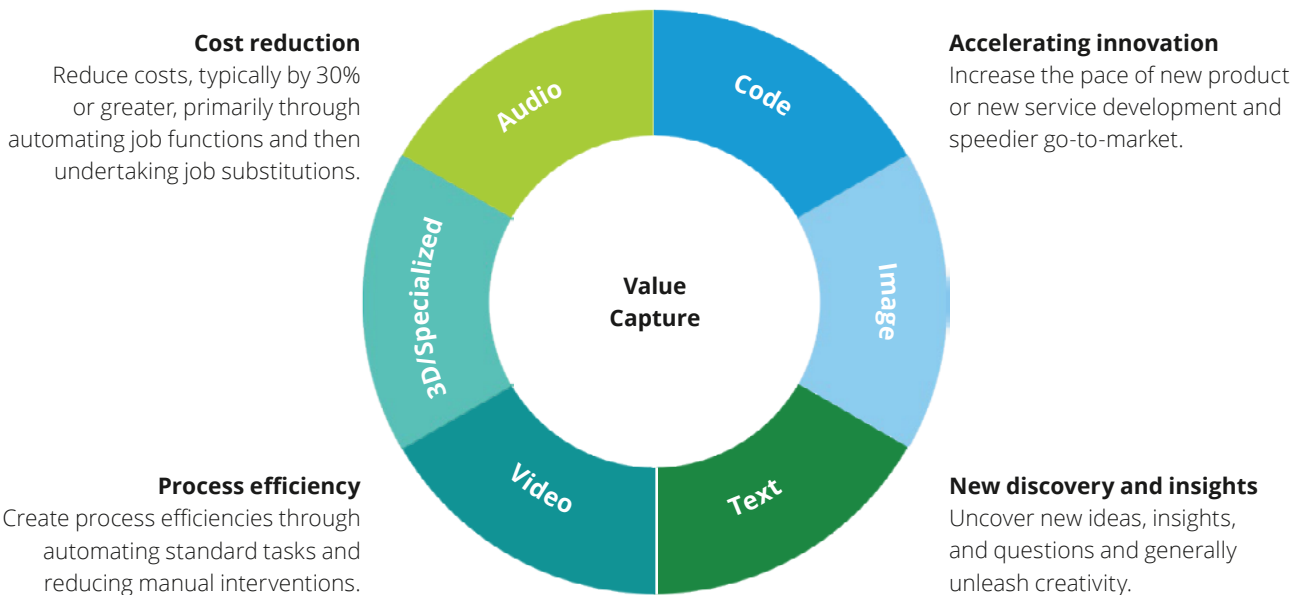 Cost reduction
Reduce costs, typically by 30%
or greater, primarily through
automating job functions and then
undertaking job substitutions.
Audio
Code
Accelerating innovation
Increase the pace of new product
or new service development and
speedier go-to-market.
3D/Specialized
Value
Capture
Image
Process efficiency
Create process efficiencies through
automating standard tasks and
reducing manual interventions.
Video
Text
New discovery and insights
Uncover new ideas, insights,
and questions and generally
unleash creativity.